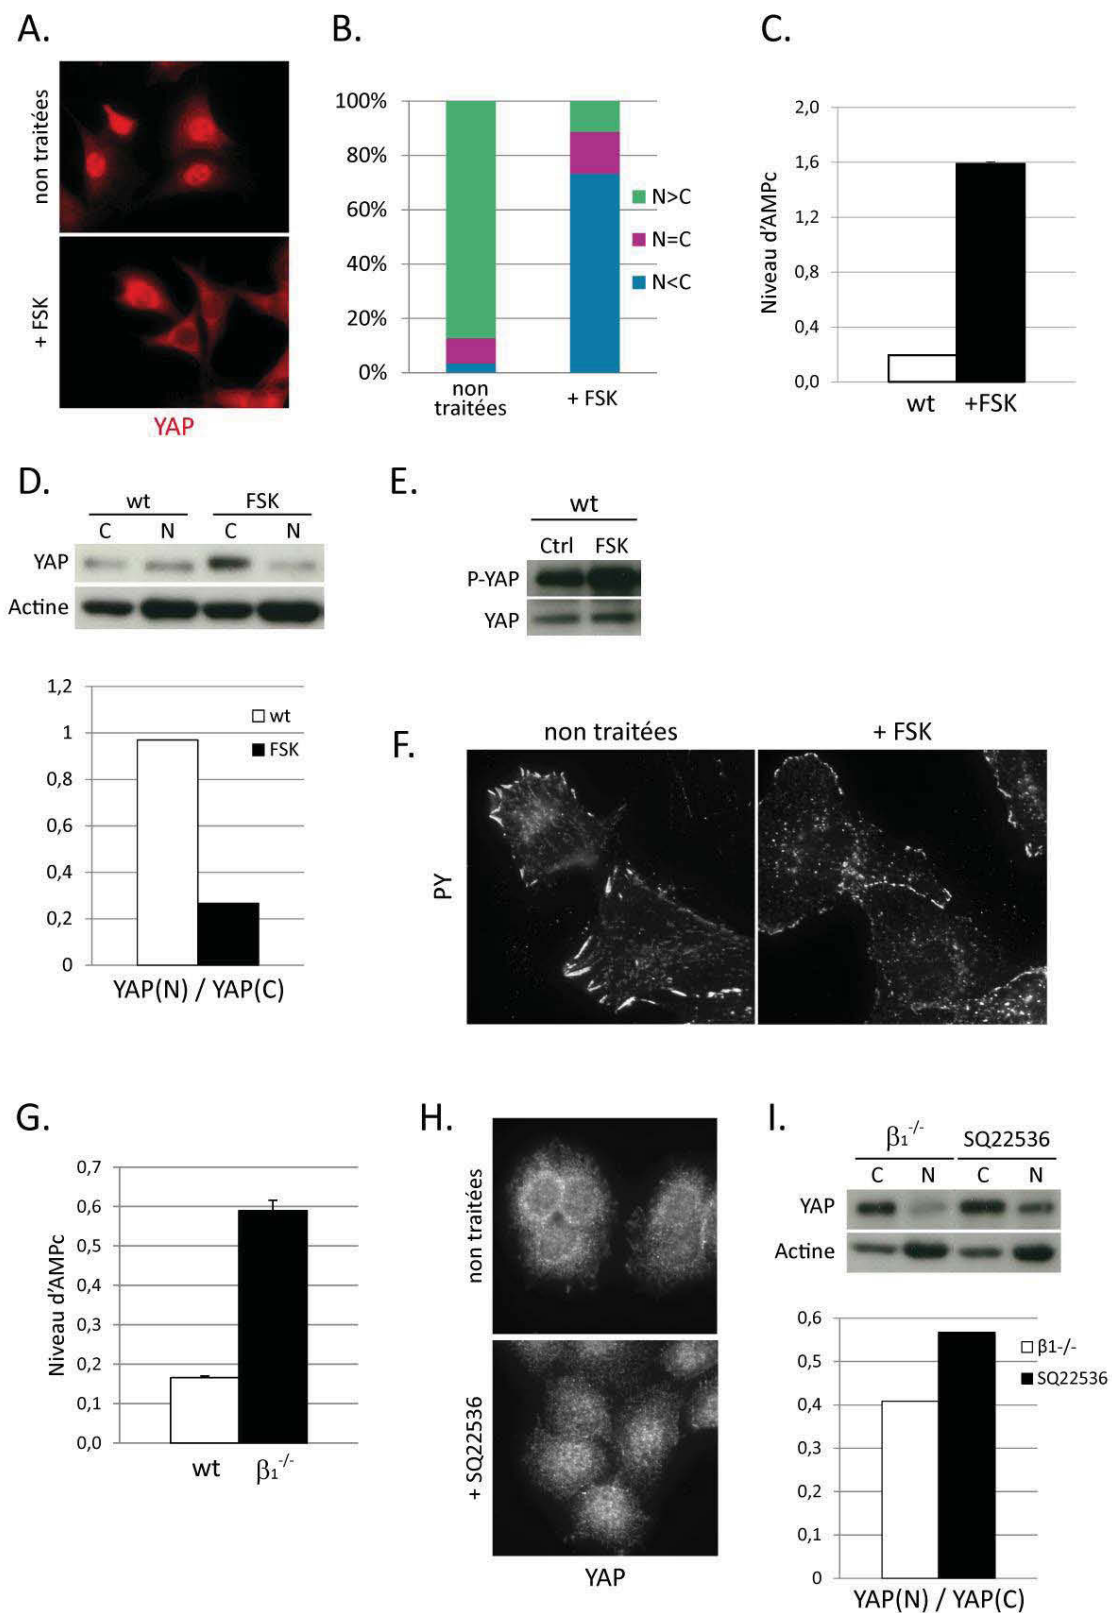 A.
non traitées
+ FSK
YAP
B.
100%
80%
60%
40%
20%
0%
N>C
N=C
N<C
non
traitées
+ FSK
C.
Niveau d'AMPc
2,0
1,6
1,2
0,8
0,4
0,0
wt +FSK
D.
wt FSK
C N C N
YAP
Actine
1,2
1
0,8
0,6
0,4
0,2
0
wt
FSK
YAP(N) / YAP(C)
E.
wt
Ctrl FSK
P-YAP
YAP
F.
non traitées + FSK
PY
G.
Niveau d'AMPc
0,7
0,6
0,5
0,4
0,3
0,2
0,1
0,0
wt β₁⁻/⁻
H.
non traitées
+ SQ22536
YAP
I.
β₁⁻/⁻ SQ22536
C N C N
YAP
Actine
0,6
0,5
0,4
0,3
0,2
0,1
0
β1-/-
SQ22536
YAP(N) / YAP(C)